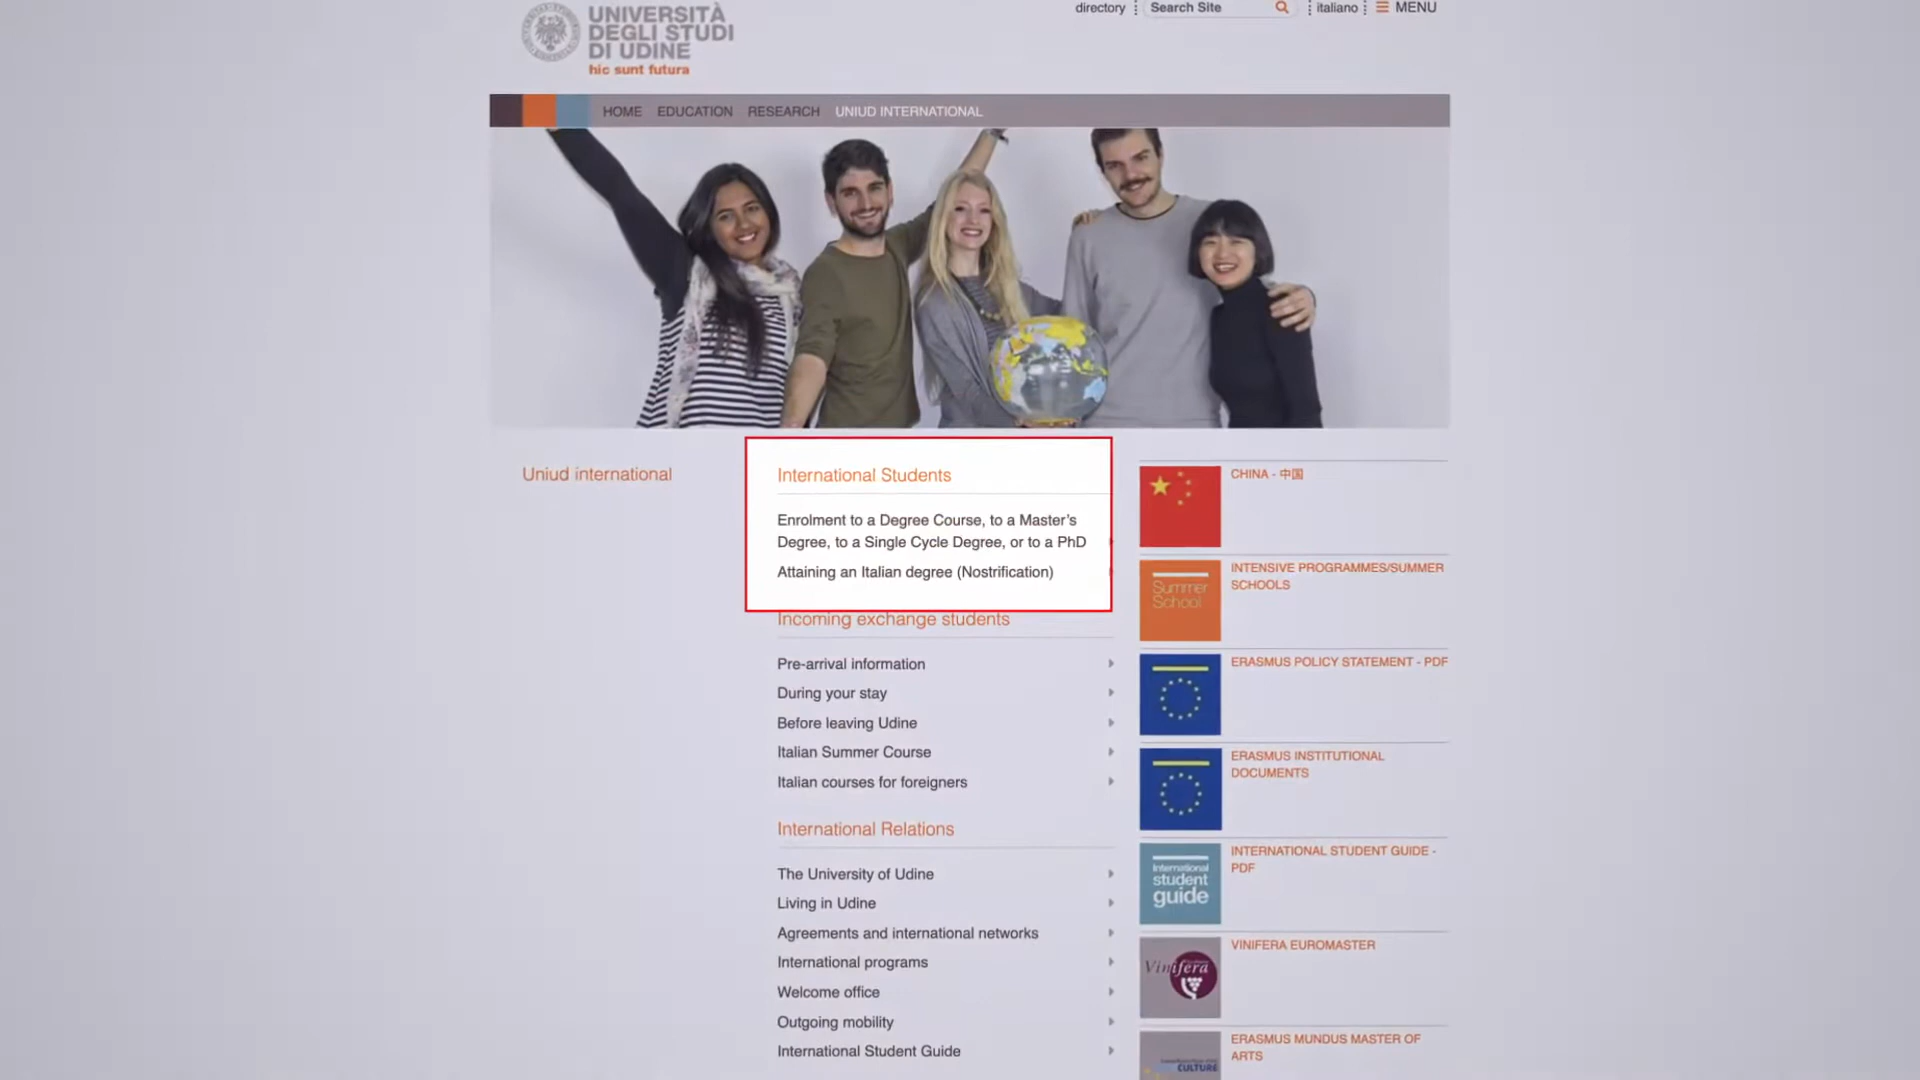 UNIVERSITÀ
DEGLI STUDI
DI UDINE
hic sunt futura
directory
Search Site
italiano
MENU
HOME EDUCATION RESEARCH UNIUD INTERNATIONAL
Uniud international
International Students
Enrolment to a Degree Course, to a Master's
Degree, to a Single Cycle Degree, or to a PhD
Attaining an Italian degree (Nostrification)
Incoming exchange students
Pre-arrival information
During your stay
Before leaving Udine
Italian Summer Course
Italian courses for foreigners
International Relations
The University of Udine
Living in Udine
Agreements and international networks
International programs
Welcome office
Outgoing mobility
International Student Guide
CHINA - 中国
Summer
School
INTENSIVE PROGRAMMES/SUMMER
SCHOOLS
ERASMUS POLICY STATEMENT - PDF
ERASMUS INSTITUTIONAL
DOCUMENTS
International
student
guide
INTERNATIONAL STUDENT GUIDE -
PDF
Vinifera
VINIFERA EUROMASTER
CULTURE
ERASMUS MUNDUS MASTER OF
ARTS